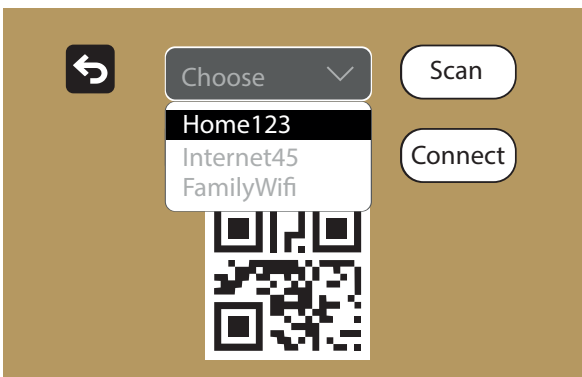 Choose
Scan
Home123
Internet45
FamilyWifi
Connect